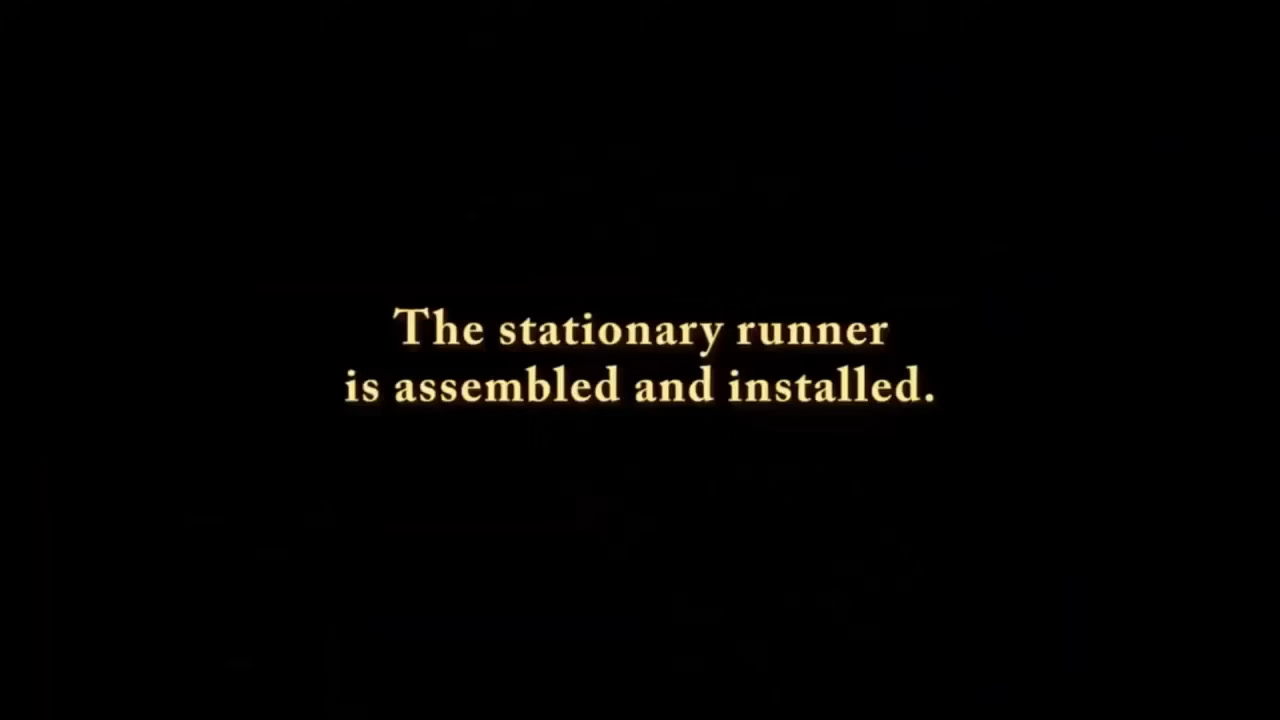 The stationary runner
is assembled and installed.